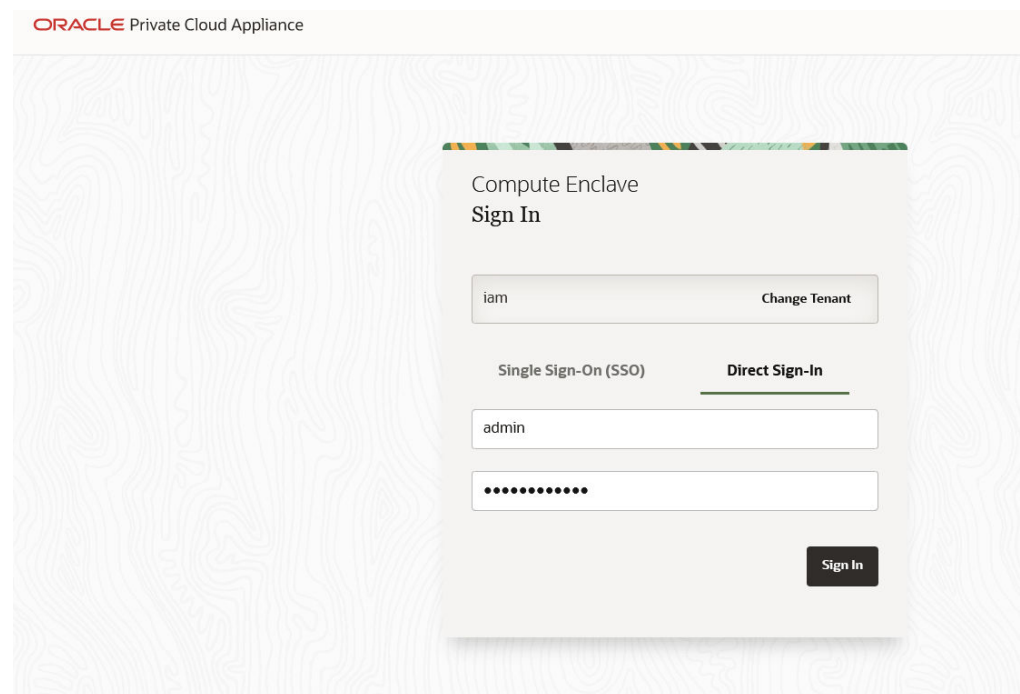 ORACLE Private Cloud Appliance
Compute Enclave
Sign In
iam Change Tenant
Single Sign-On (SSO) Direct Sign-In
admin
••••••••••••
Sign In